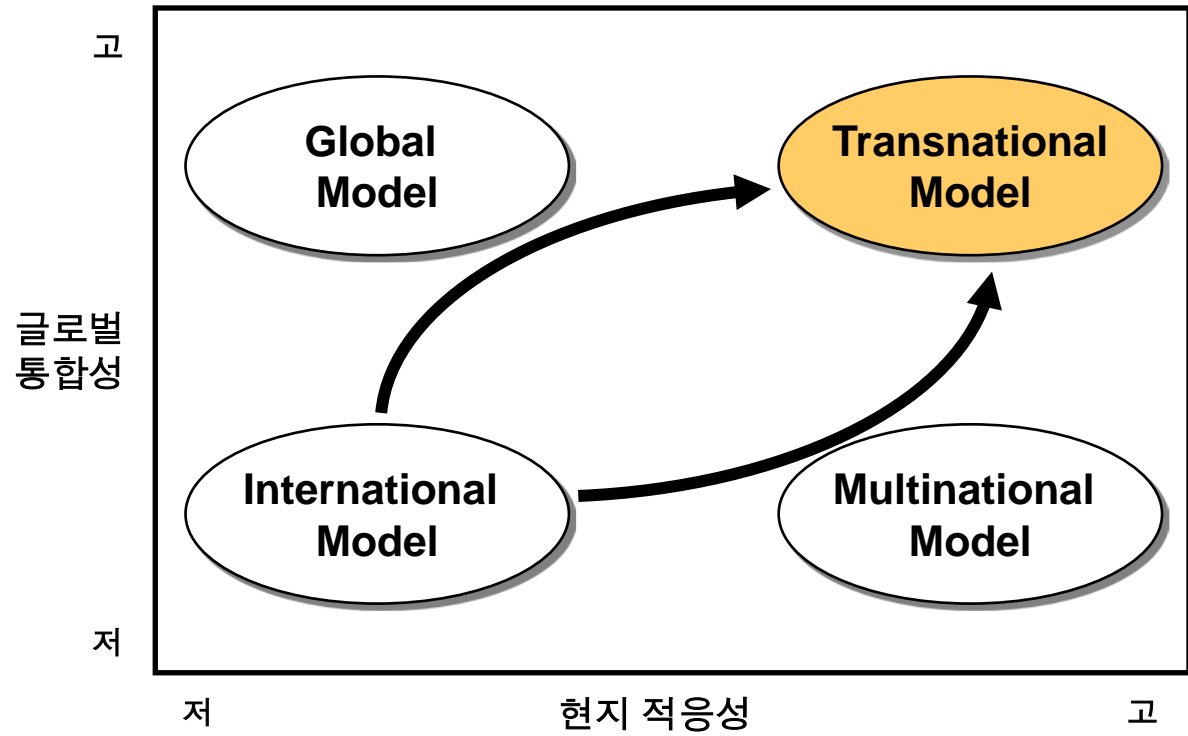 고
Global
Model
Transnational
Model
글로벌
통합성
International
Model
Multinational
Model
저
저
현지 적응성
고